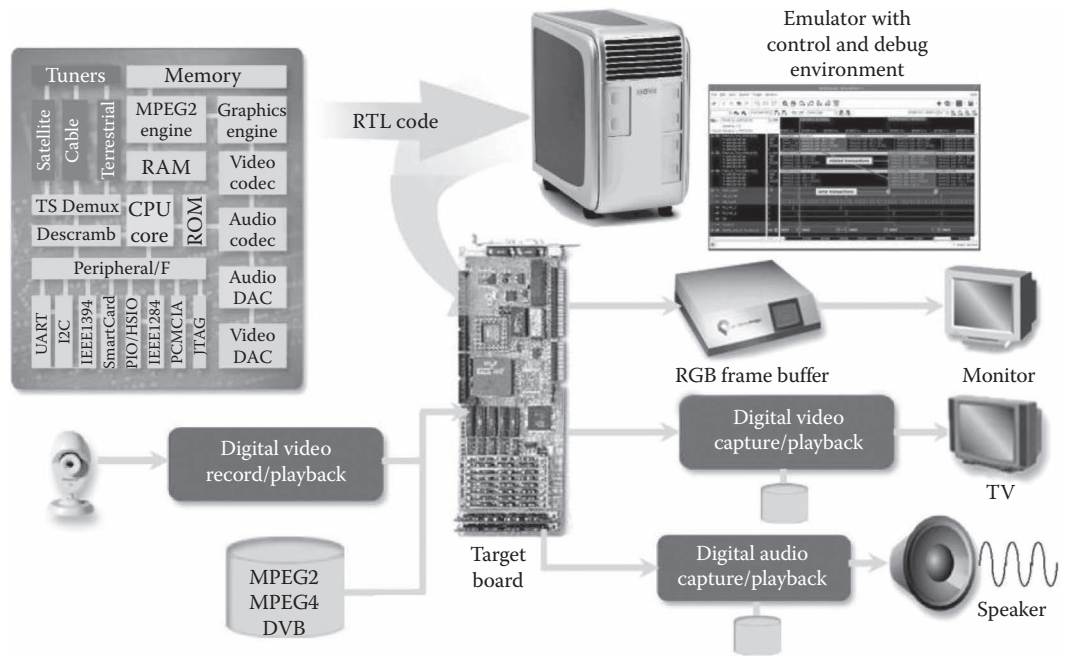 Emulator with
control and debug
environment
Tuners
Memory
Satellite
Cable
Terrestrial
MPEG2
engine
Graphics
engine
RAM
Video
codec
TS Demux
CPU
core
ROM
Audio
codec
Descramb
Peripheral/F
Audio
DAC
UART
I2C
IEEE1394
SmartCard
PIO/HSIO
IEEE1284
PCMCIA
JTAG
Video
DAC
RTL code
RGB frame buffer
Monitor
Digital video
record/playback
Digital video
capture/playback
TV
Target
board
Digital audio
capture/playback
Speaker
MPEG2
MPEG4
DVB